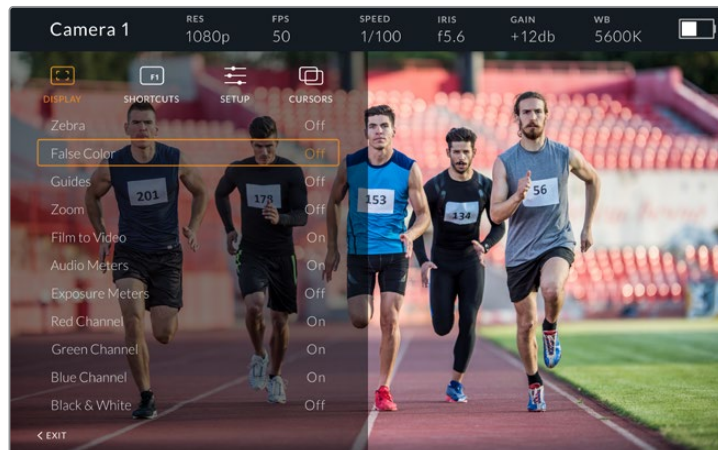 Camera 1
RES
1080p
FPS
50
SPEED
1/100
IRIS
f5.6
GAIN
+12db
WB
5600K
F1
DISPLAY
SHORTCUTS
SETUP
CURSORS
Zebra Off
False Color Off
Guides Off
Zoom Off
Film to Video On
Audio Meters On
Exposure Meters Off
Red Channel On
Green Channel On
Blue Channel On
Black & White Off
< EXIT
201
178
153
134
56